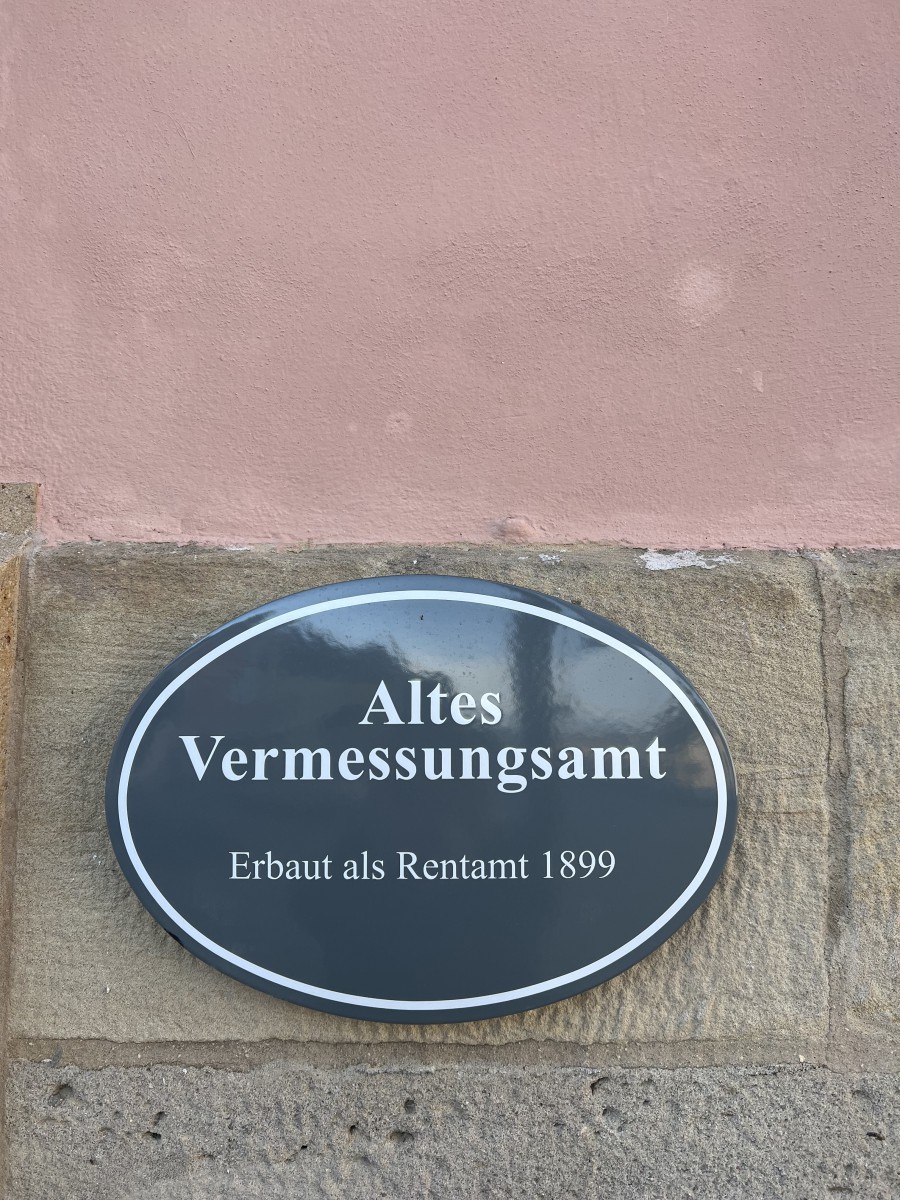 Altes
Vermessungsamt
Erbaut als Rentamt 1899